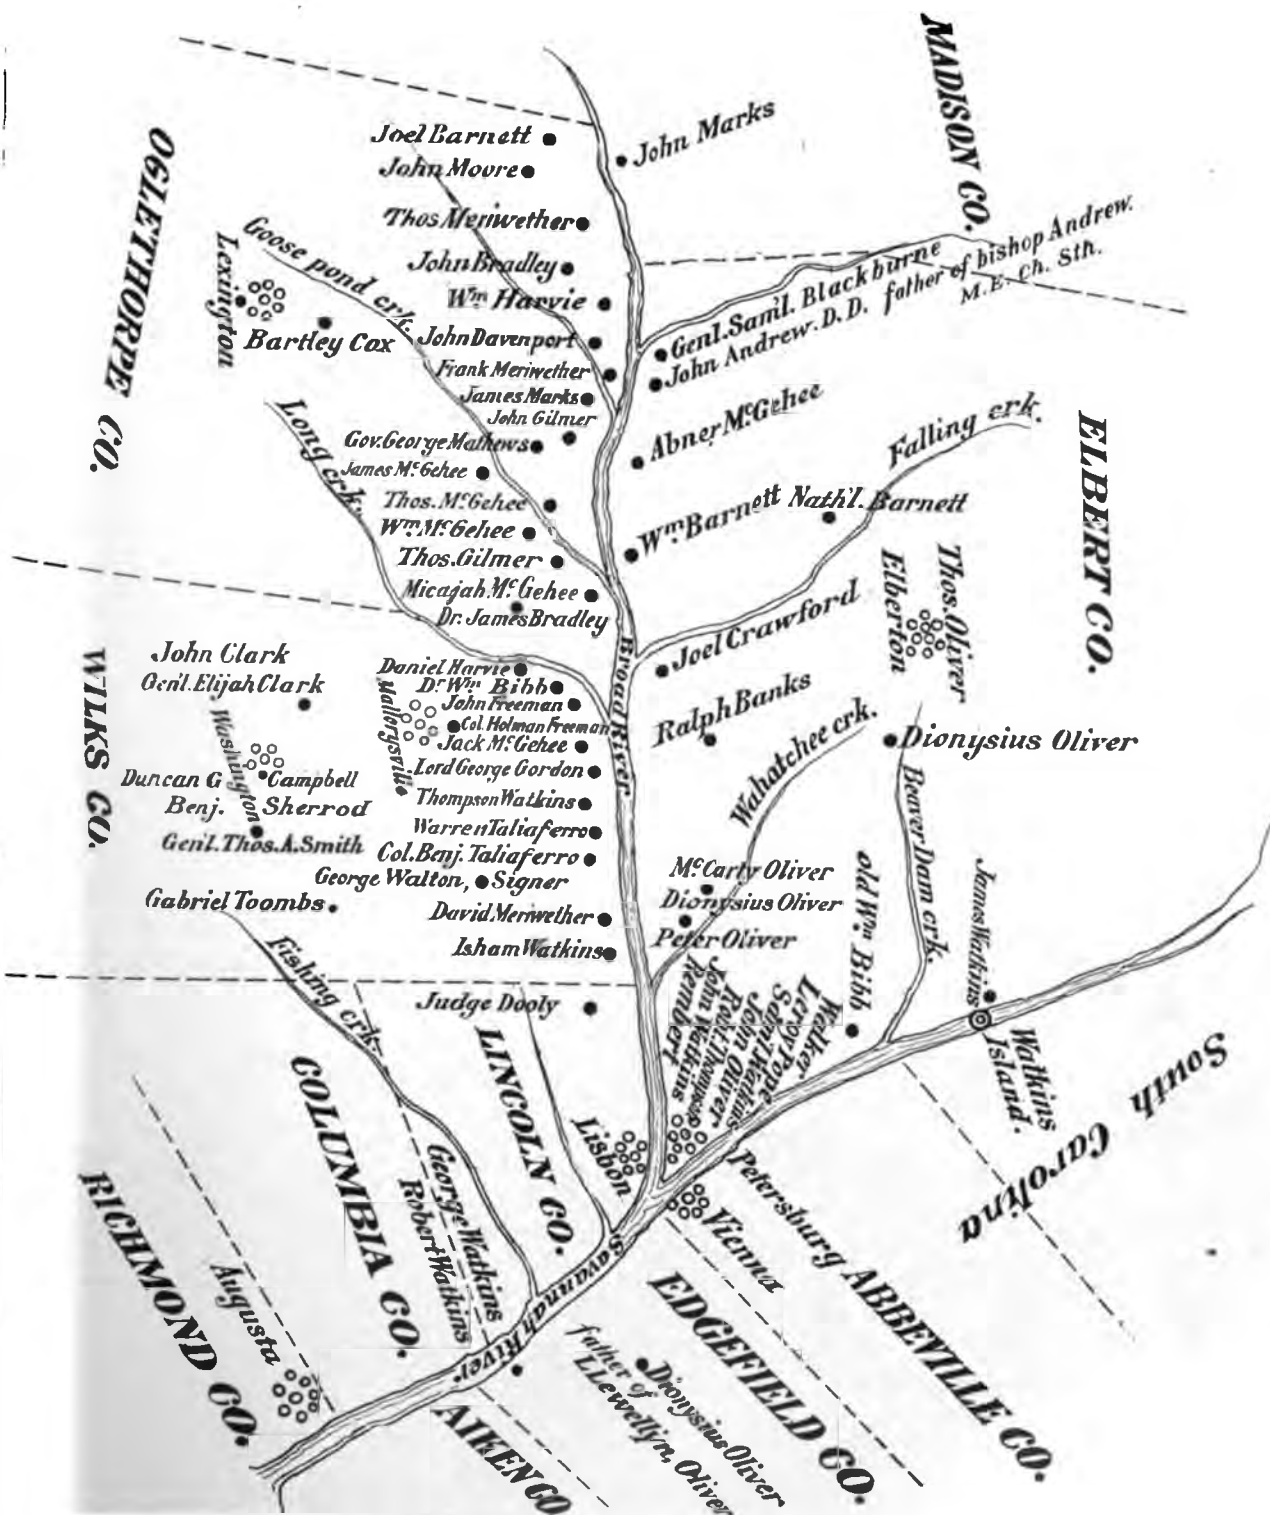 MADISON CO.
OGLETHORPE CO.
Joel Barnett
John Moore
John Marks
Thos Meriwether
Goose pond crk.
Lexington
John Bradley
Wm Harvie
Genl. Sam'l. Blackburne
John Andrew. D. D. father of bishop Andrew.
M. E. Ch. Sth.
Bartley Cox
John Davenport
Frank Meriwether
James Marks
John Gilmer
Long crk.
Gov. George Mathews
Abner McGehee
Falling crk.
ELBERT CO.
James McGehee
Thos. McGehee
Wm McGehee
Wm Barnett
Nath'l. Barnett
Thos. Gilmer
Micajah McGehee
Dr. James Bradley
Joel Crawford
Elberton
Thos. Oliver
WILKS CO.
John Clark
Gen'l. Elijah Clark
Daniel Harvie
Dr Wm Bibb
John Freeman
Col. Holman Freeman
Jack McGehee
Mallorysville
Broad River
Ralph Banks
Wahatchee crk.
Dionysius Oliver
Washington
Duncan G Campbell
Benj. Sherrod
Gen'l. Thos. A. Smith
Lord George Gordon
Thompson Watkins
Warren Taliaferro
Col. Benj. Taliaferro
George Walton, Signer
Gabriel Toombs
David Meriwether
Isham Watkins
McCarty Oliver
Dionysius Oliver
Peter Oliver
old Wm. Bibb
Beaver Dam crk.
James Watkins
Watkins Island.
Fishing crk.
Judge Dooly
LINCOLN CO.
COLUMBIA CO.
RICHMOND CO.
Walker
Leroy Pope
Sam'l Watkins
John Oliver
Rob't Thompson
John Watkins
Rembert
Lisbon
Petersburg
Vienna
South Carolina
George Watkins
Robert Watkins
Augusta
Savannah River
ABBEVILLE CO.
EDGEFIELD CO.
AIKEN CO
Dionysius Oliver
father of
LLewellyn, Oliver